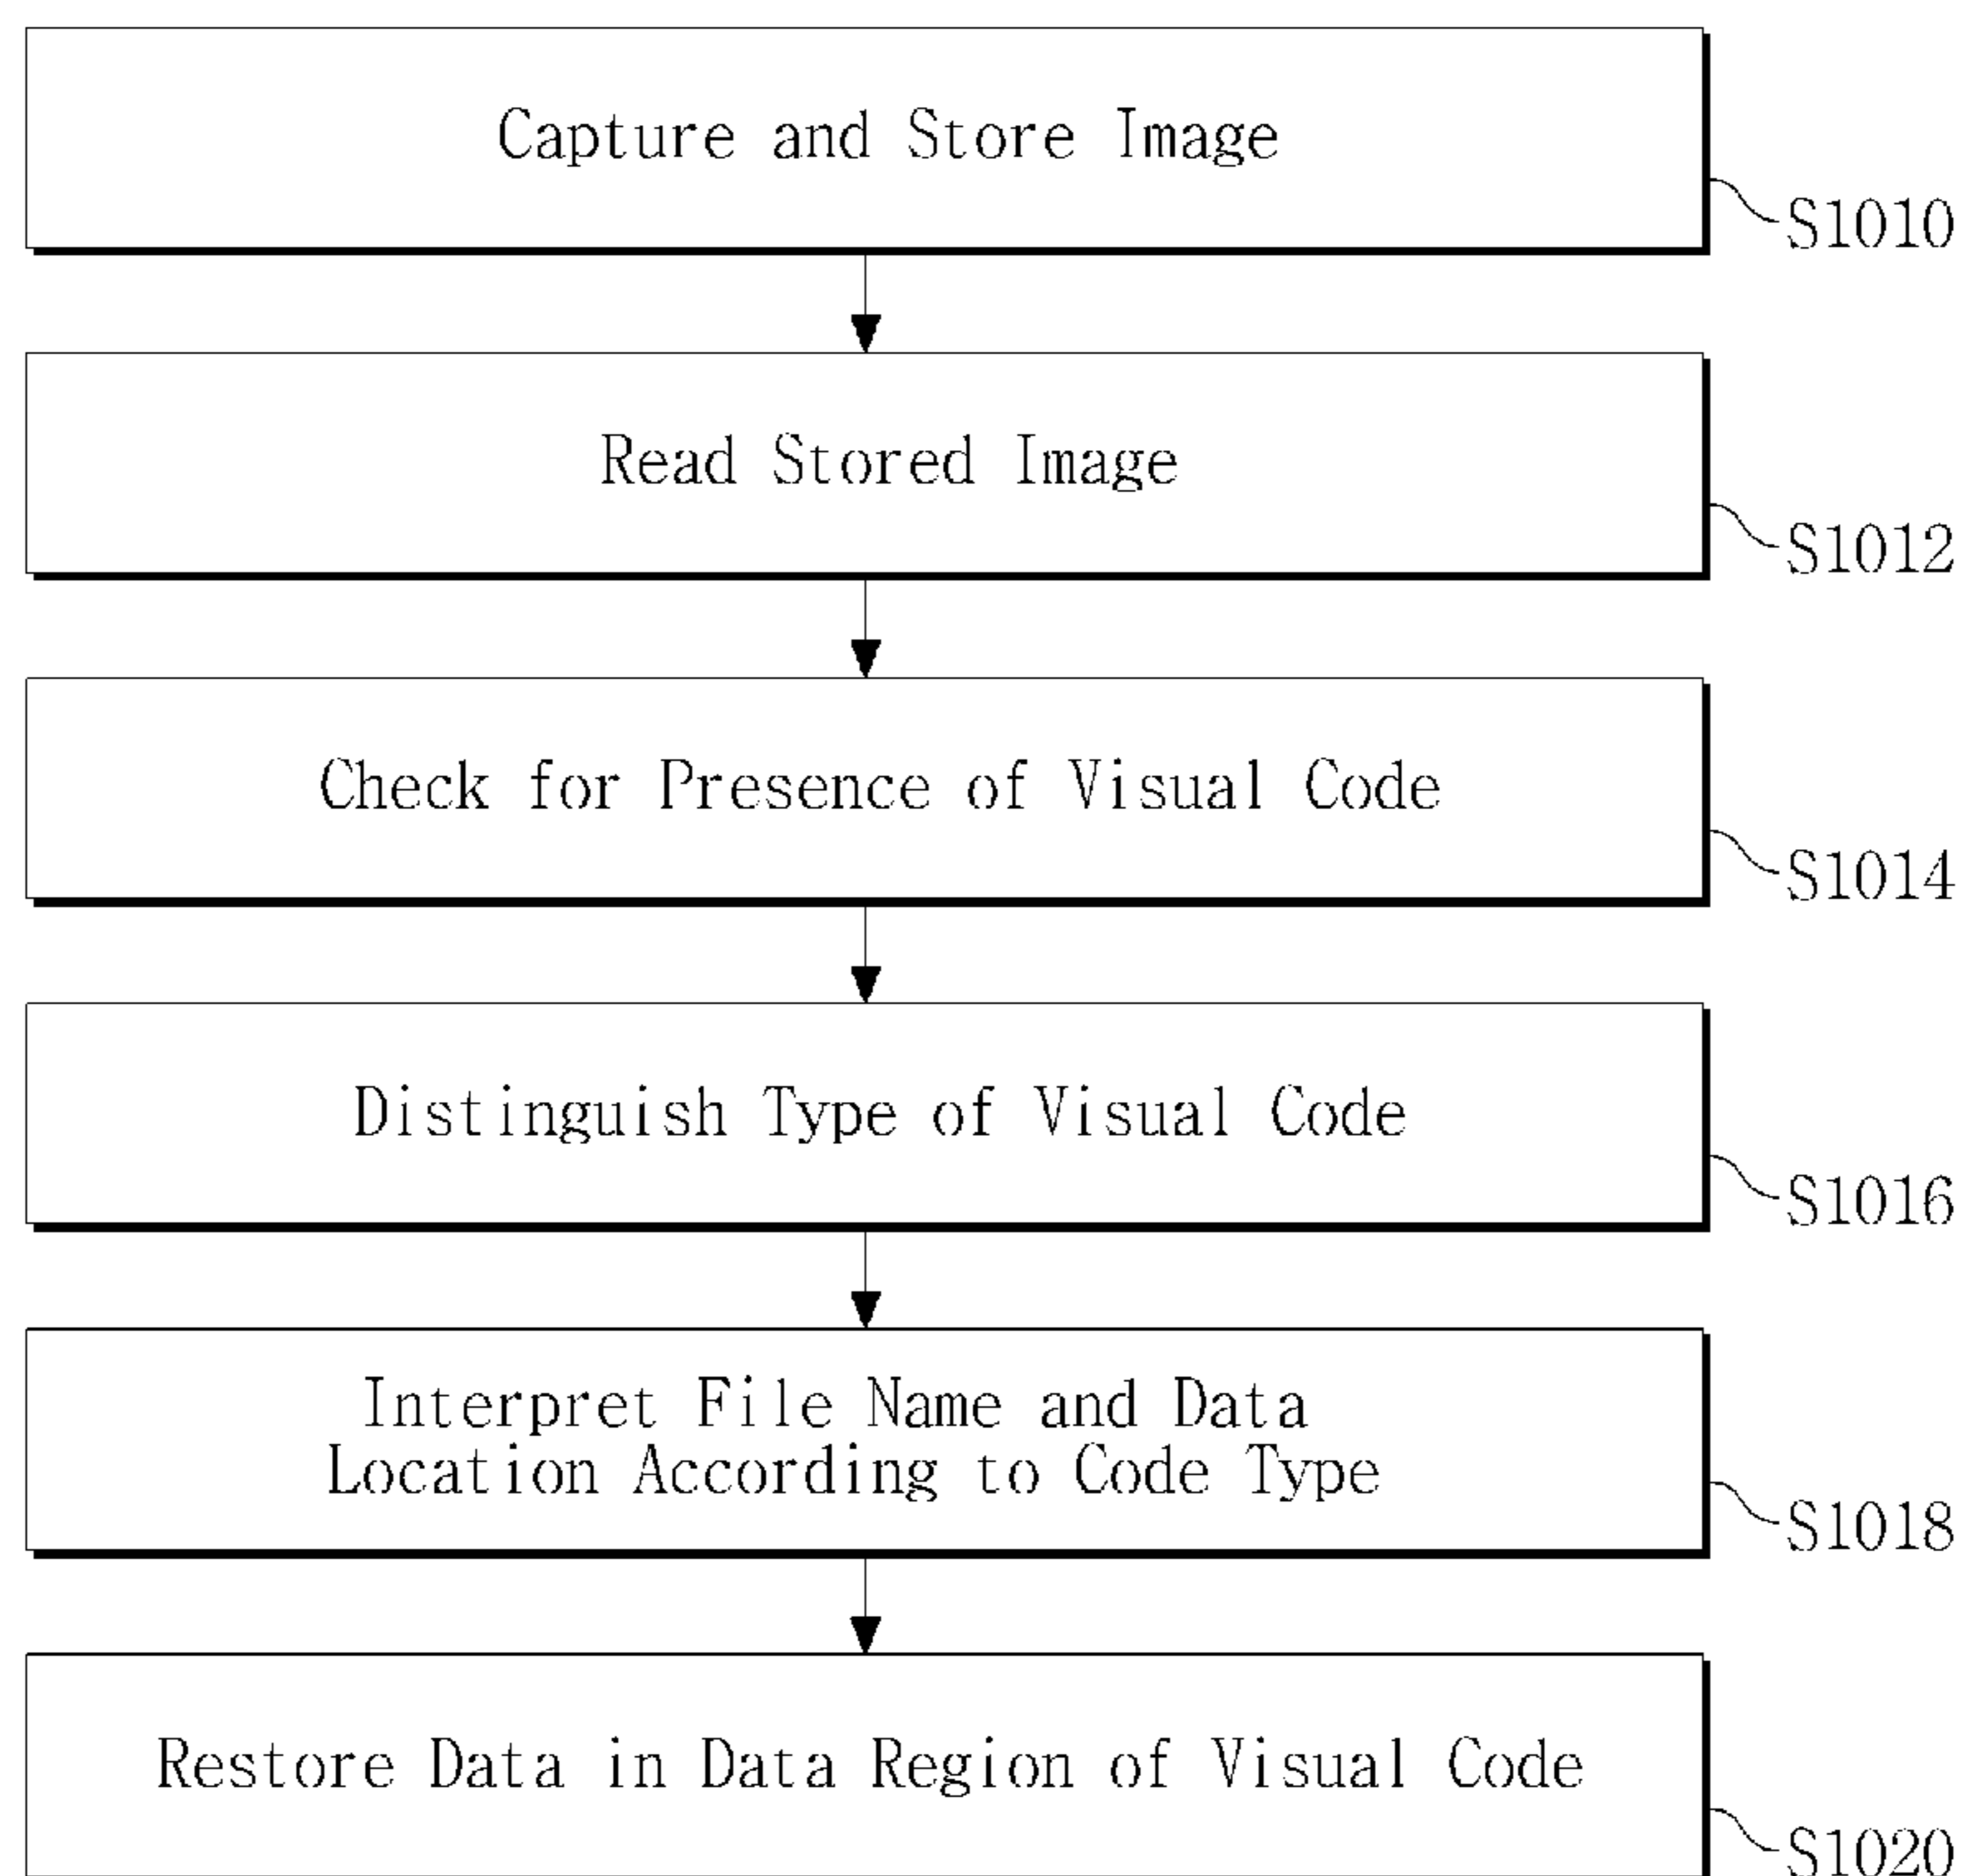 Capture and Store Image
S1010
Read Stored Image
S1012
Check for Presence of Visual Code
S1014
Distinguish Type of Visual Code
S1016
Interpret File Name and Data
Location According to Code Type
S1018
Restore Data in Data Region of Visual Code
S1020